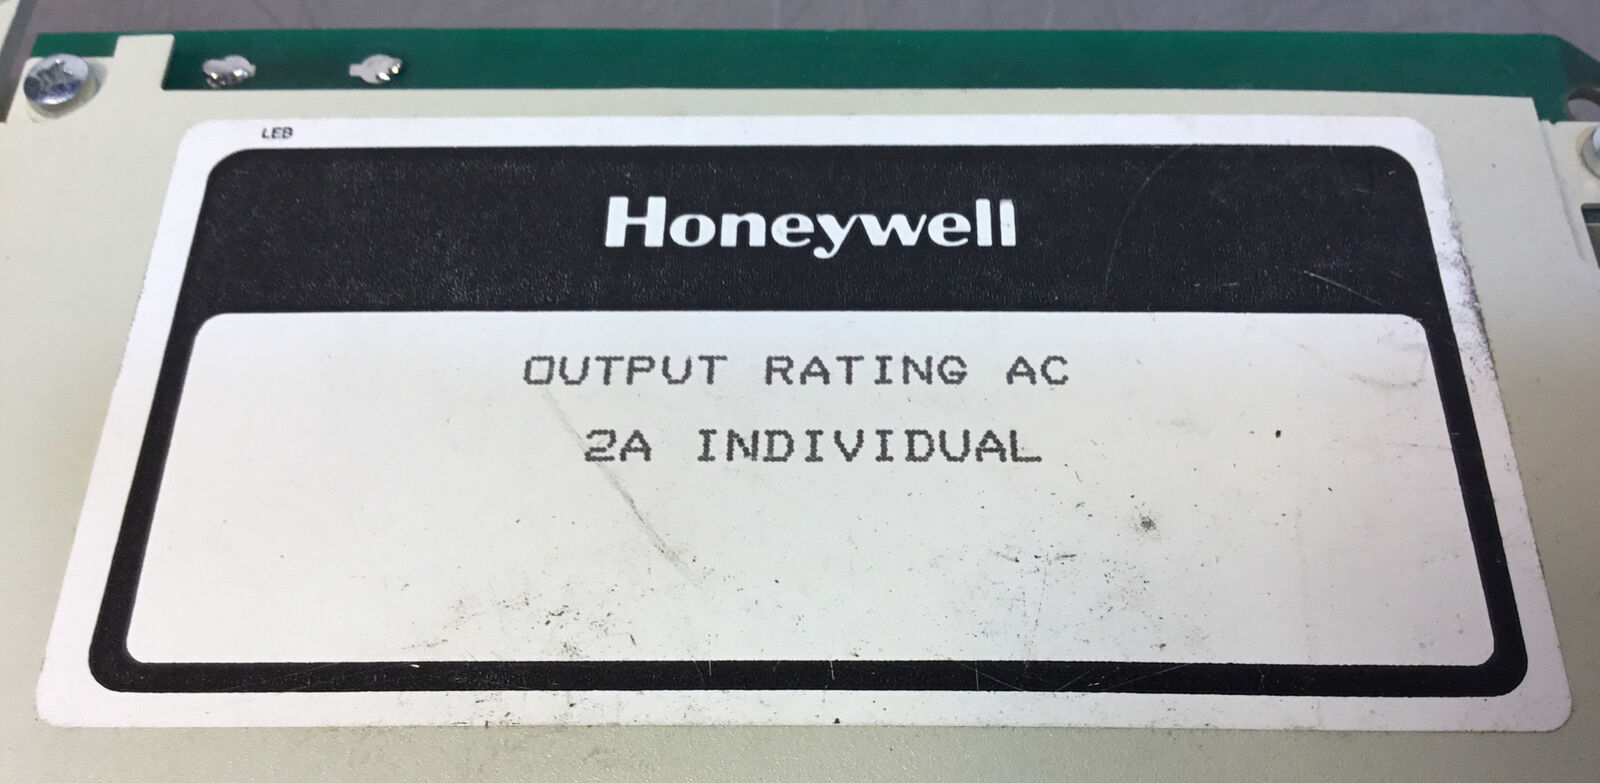 LEB
Honeywell
OUTPUT RATING AC
2A INDIVIDUAL